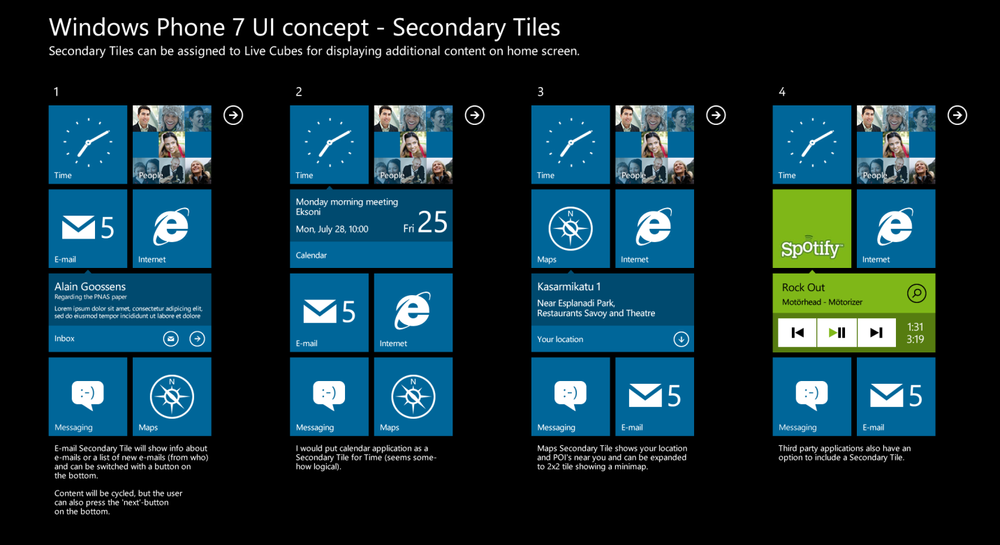 Windows Phone 7 UI concept - Secondary Tiles
Secondary Tiles can be assigned to Live Cubes for displaying additional content on home screen.
1
Time
People
5
E-mail
Internet
Alain Goossens
Regarding the PNAS paper
Lorem ipsum dolor sit amet, consectetur adipicing elit,
sed do eiusmod tempor incididunt ut labore et dolore
Inbox
:-)
Messaging
N
Maps
E-mail Secondary Tile will show info about
e-mails or a list of new e-mails (from who)
and can be switched with a button on
the bottom.
Content will be cycled, but the user
can also press the 'next'-button
on the bottom.
2
Time
People
Monday morning meeting
Eksoni
Mon, July 28, 10:00
Fri 25
Calendar
5
E-mail
Internet
:-)
Messaging
N
Maps
I would put calendar application as a
Secondary Tile for Time (seems some-
how logical).
3
Time
People
N
Maps
Internet
Kasarmikatu 1
Near Esplanadi Park,
Restaurants Savoy and Theatre
Your location
:-)
Messaging
5
E-mail
Maps Secondary Tile shows your location
and POI's near you and can be expanded
to 2x2 tile showing a minimap.
4
Time
People
Spotify
Internet
Rock Out
Motörhead - Mötorizer
1:31
3:19
:-)
Messaging
5
E-mail
Third party applications also have an
option to include a Secondary Tile.